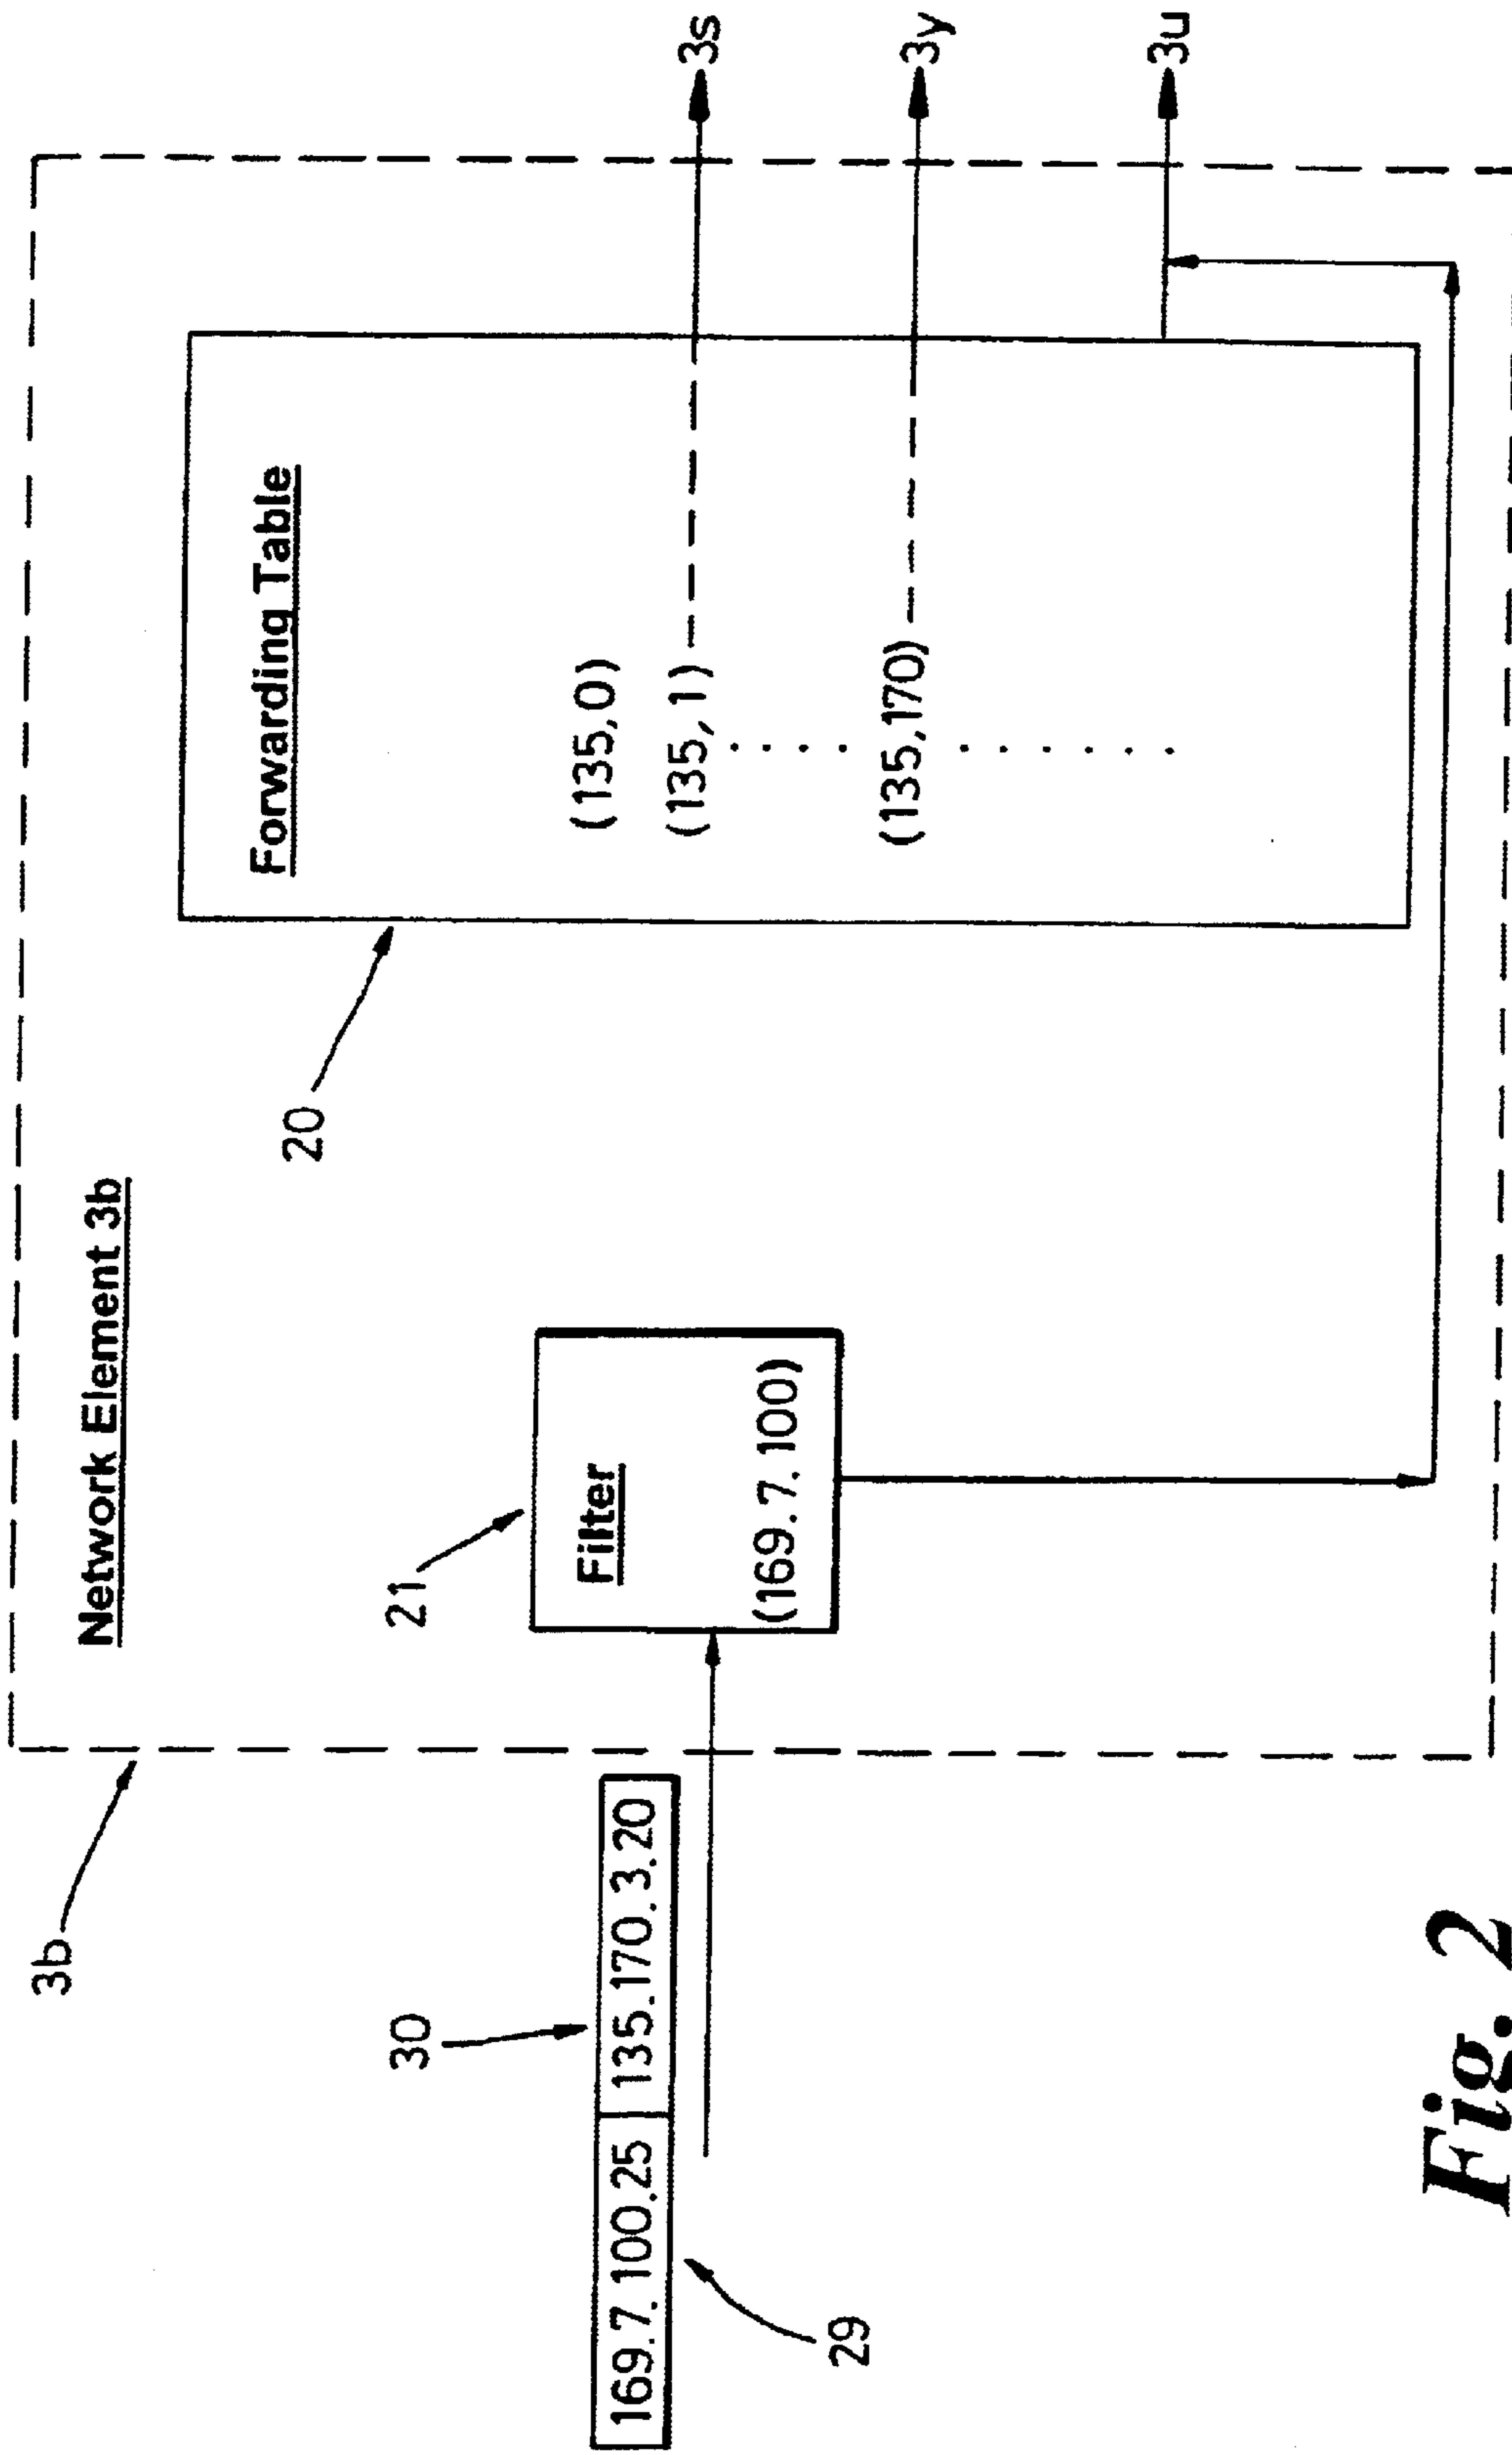 3b
Network Element 3b
20
Forwarding Table
21
Filter
(169.7.100)
30
169.7.100.25 135.170.3.20
29
(135,0)
(135,1)
(135,170)
3s
3y
3u
Fig. 2